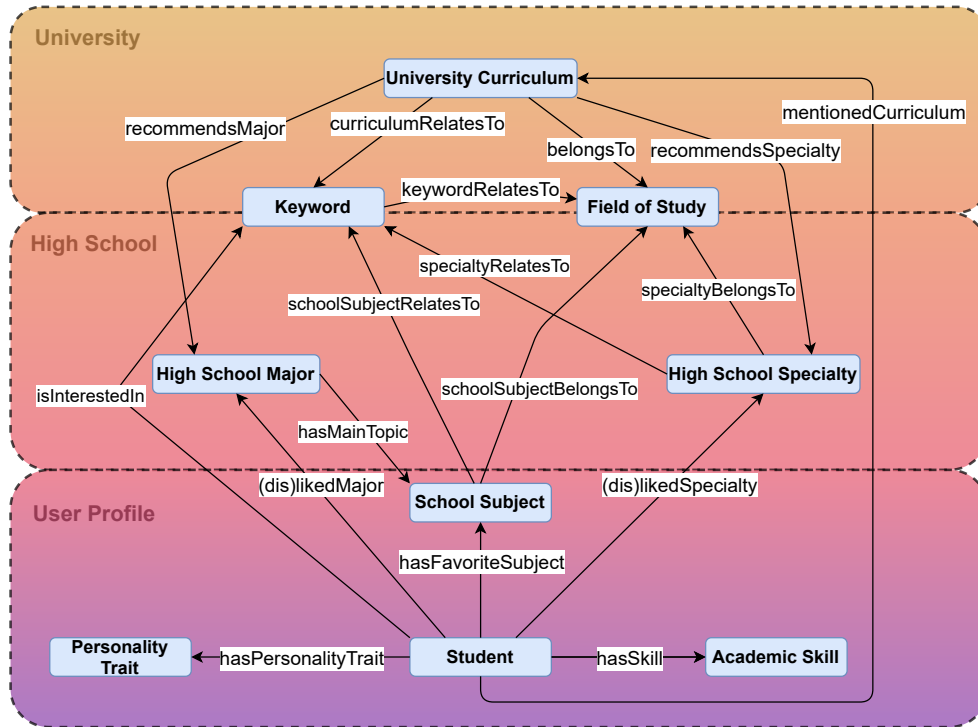 University
University Curriculum
mentionedCurriculum
recommendsMajor
curriculumRelatesTo
belongsTo
recommendsSpecialty
keywordRelatesTo
Keyword
Field of Study
High School
specialtyRelatesTo
specialtyBelongsTo
schoolSubjectRelatesTo
High School Major
High School Specialty
isInterestedIn
schoolSubjectBelongsTo
hasMainTopic
(dis)likedMajor
(dis)likedSpecialty
School Subject
User Profile
hasFavoriteSubject
Personality
Trait
hasPersonalityTrait
Student
hasSkill
Academic Skill